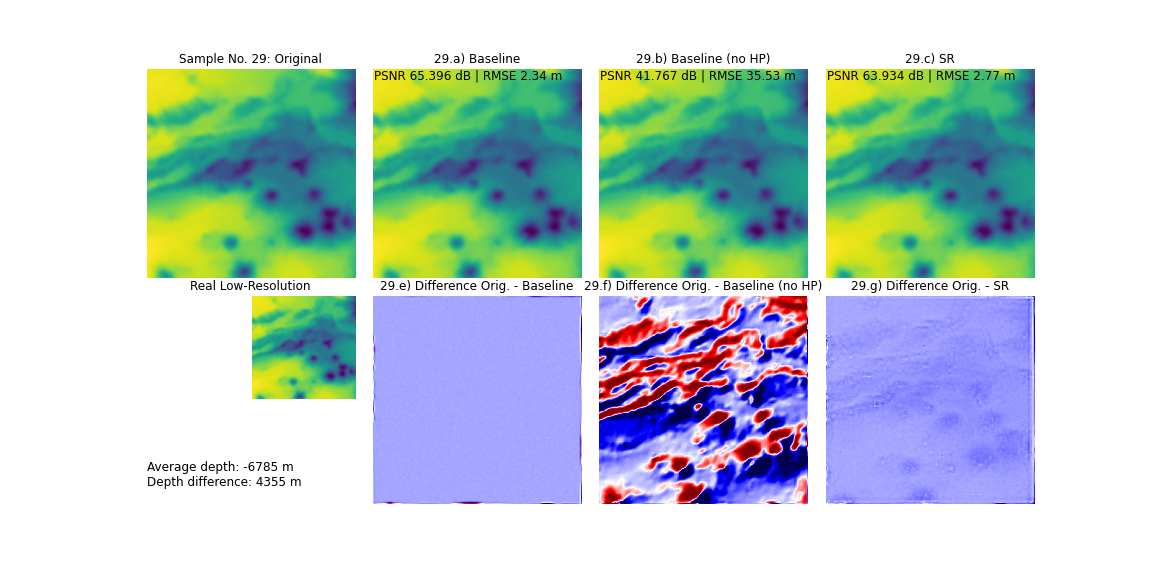 Sample No. 29: Original
29.a) Baseline
29.b) Baseline (no HP)
29.c) SR
PSNR 65.396 dB | RMSE 2.34 m
PSNR 41.767 dB | RMSE 35.53 m
PSNR 63.934 dB | RMSE 2.77 m
Real Low-Resolution
29.e) Difference Orig. - Baseline
29.f) Difference Orig. - Baseline (no HP)
29.g) Difference Orig. - SR
Average depth: -6785 m
Depth difference: 4355 m